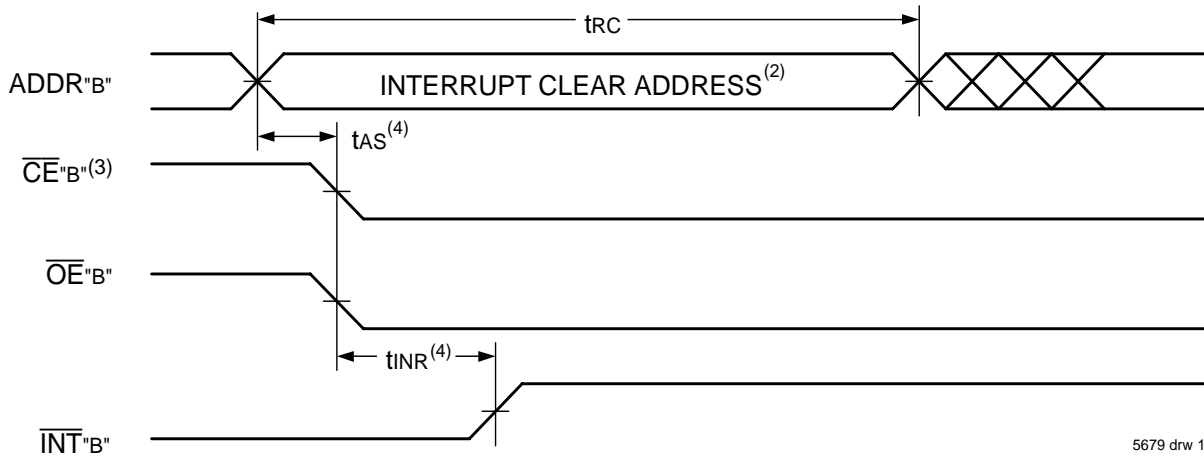 tRC
ADDR"B"
INTERRUPT CLEAR ADDRESS(2)
tAS(4)
CE"B"(3)
OE"B"
tINR(4)
INT"B"
5679 drw 1